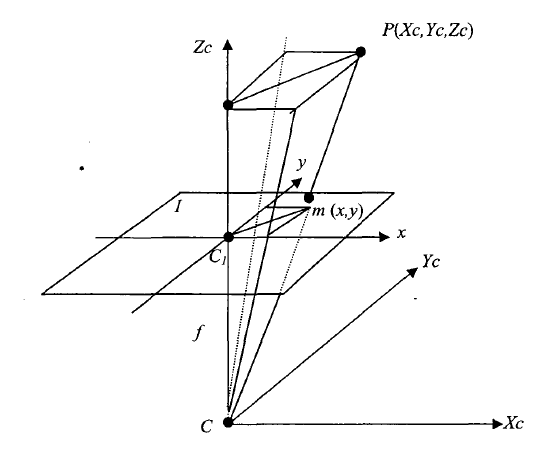 Zc
P(Xc,Yc,Zc)
y
I
m (x,y)
x
C1
Yc
f
C
Xc